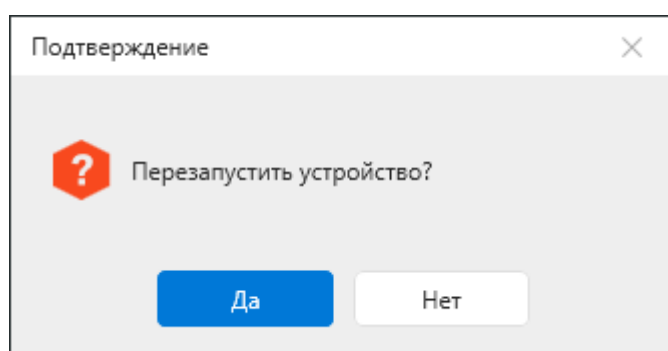 Подтверждение
Перезапустить устройство?
Да
Нет